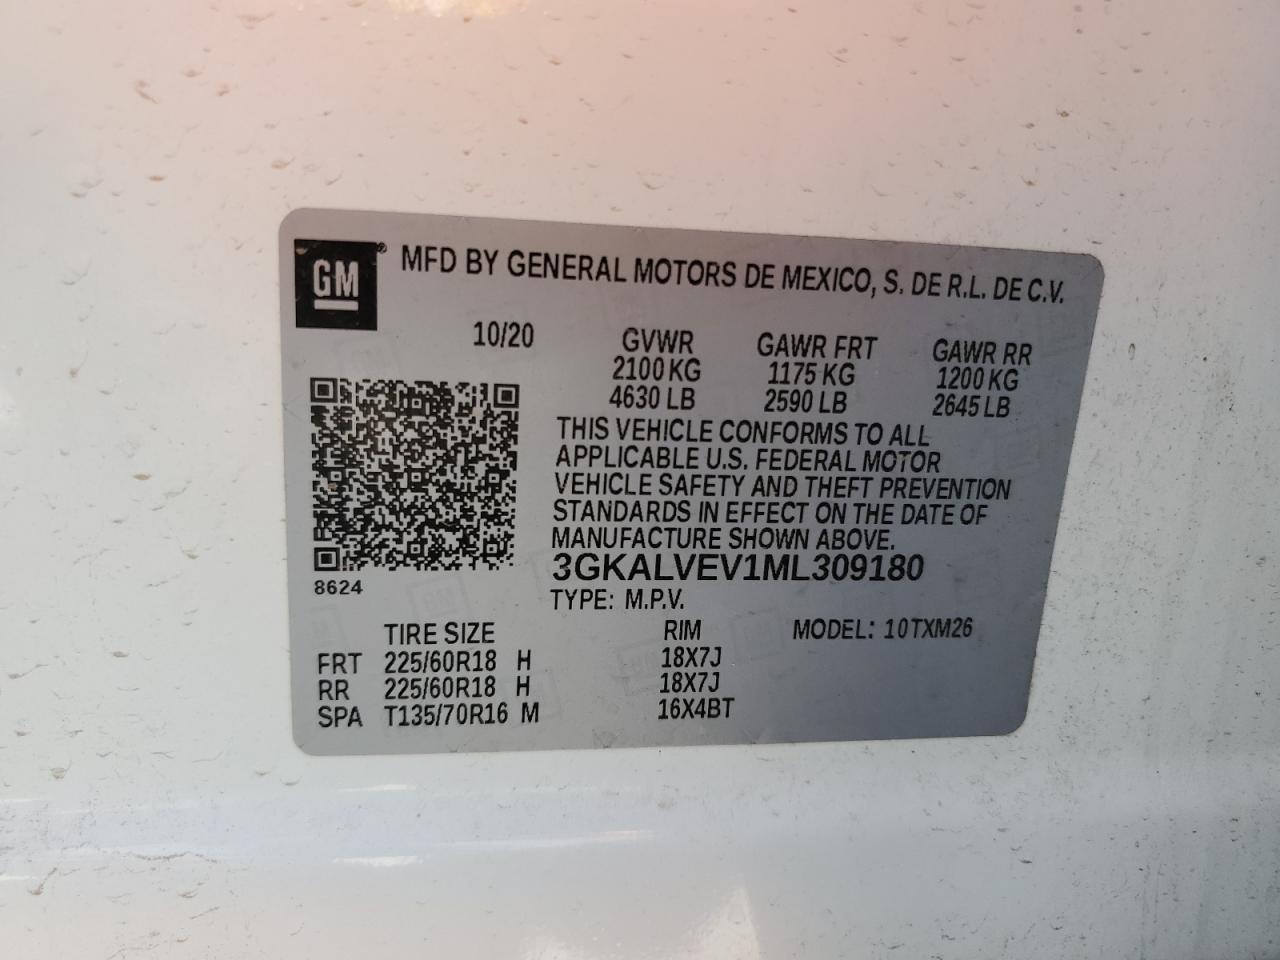 GM® MFD BY GENERAL MOTORS DE MEXICO, S. DE R.L. DE C.V.
10/20 GVWR GAWR FRT GAWR RR
2100 KG 1175 KG 1200 KG
4630 LB 2590 LB 2645 LB
THIS VEHICLE CONFORMS TO ALL
APPLICABLE U.S. FEDERAL MOTOR
VEHICLE SAFETY AND THEFT PREVENTION
STANDARDS IN EFFECT ON THE DATE OF
MANUFACTURE SHOWN ABOVE.
3GKALVEV1ML309180
8624
TYPE: M.P.V.
TIRE SIZE RIM MODEL: 10TXM26
FRT 225/60R18 H 18X7J
RR 225/60R18 H 18X7J
SPA T135/70R16 M 16X4BT